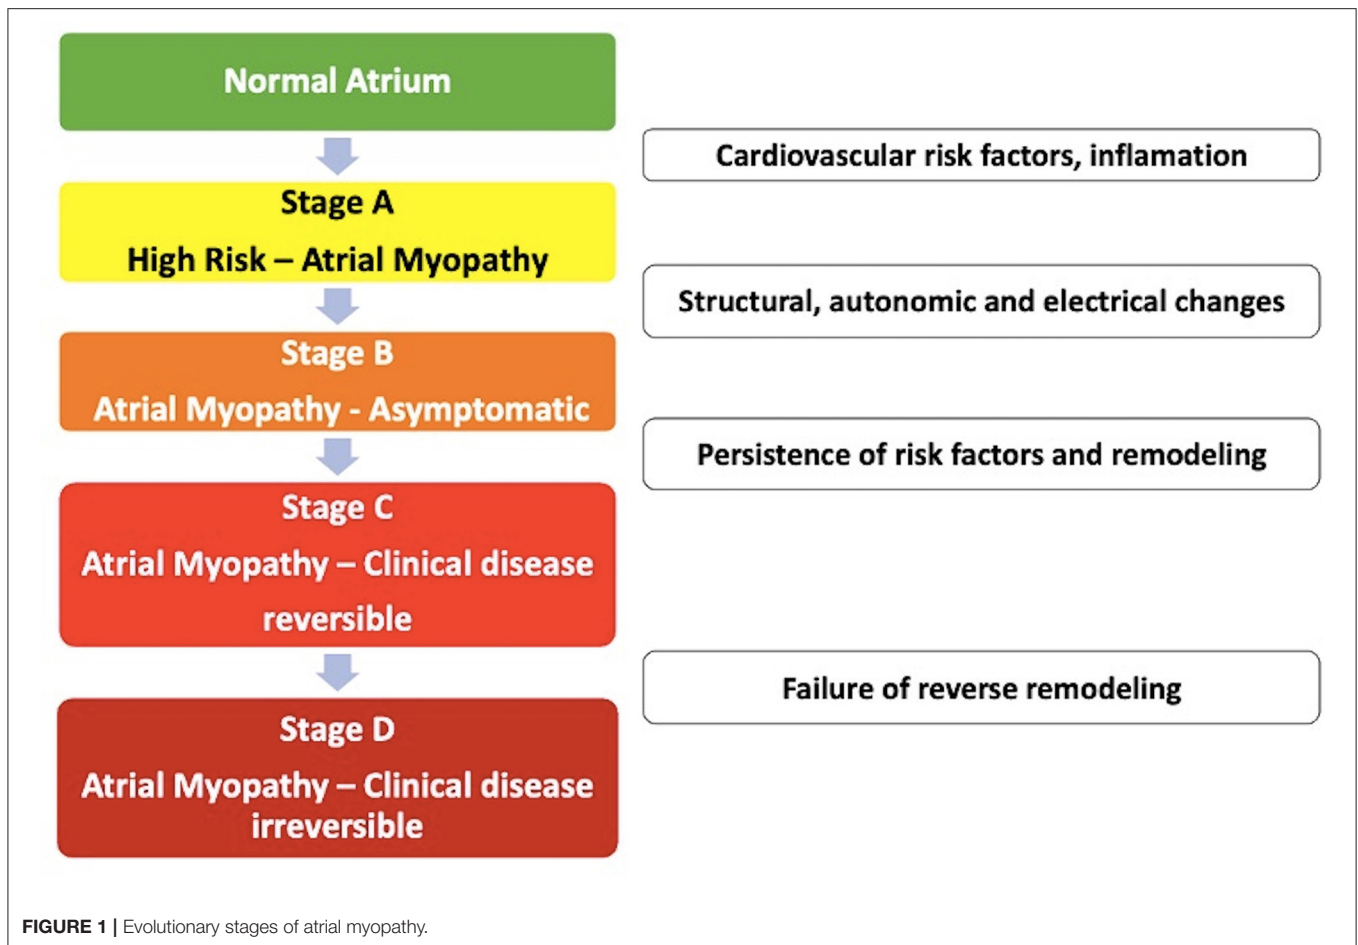 Normal Atrium
Cardiovascular risk factors, inflamation
Stage A
High Risk – Atrial Myopathy
Structural, autonomic and electrical changes
Stage B
Atrial Myopathy - Asymptomatic
Persistence of risk factors and remodeling
Stage C
Atrial Myopathy – Clinical disease
reversible
Failure of reverse remodeling
Stage D
Atrial Myopathy – Clinical disease
irreversible
FIGURE 1 | Evolutionary stages of atrial myopathy.